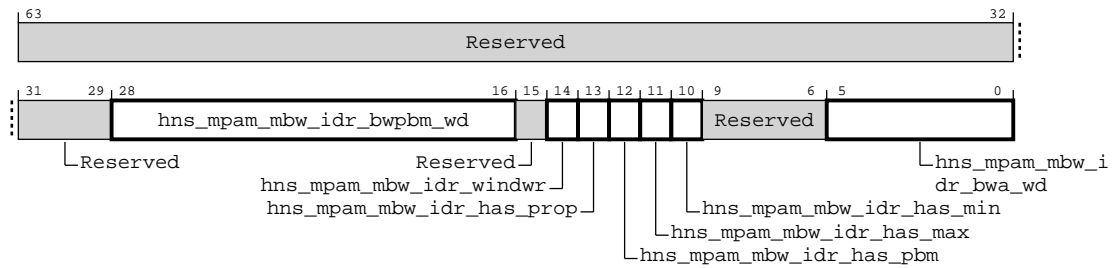 63 32
Reserved
31 29 28 16 15 14 13 12 11 10 9 6 5 0
hns_mpam_mbw_idr_bwpbm_wd Reserved
Reserved Reserved hns_mpam_mbw_i
hns_mpam_mbw_idr_windwr dr_bwa_wd
hns_mpam_mbw_idr_has_prop hns_mpam_mbw_idr_has_min
hns_mpam_mbw_idr_has_max
hns_mpam_mbw_idr_has_pbm